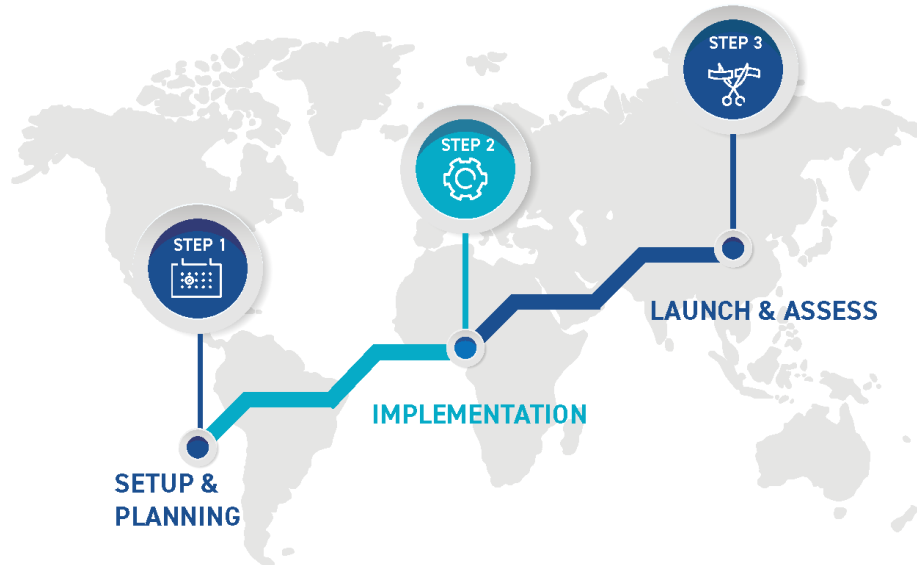 STEP 1
SETUP &
PLANNING
STEP 2
IMPLEMENTATION
STEP 3
LAUNCH & ASSESS